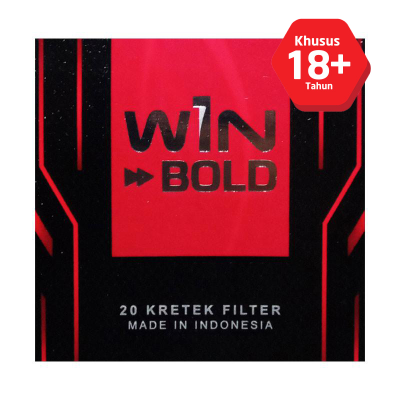 Khusus
18+
Tahun
W1N
BOLD
20 KRETEK FILTER
MADE IN INDONESIA